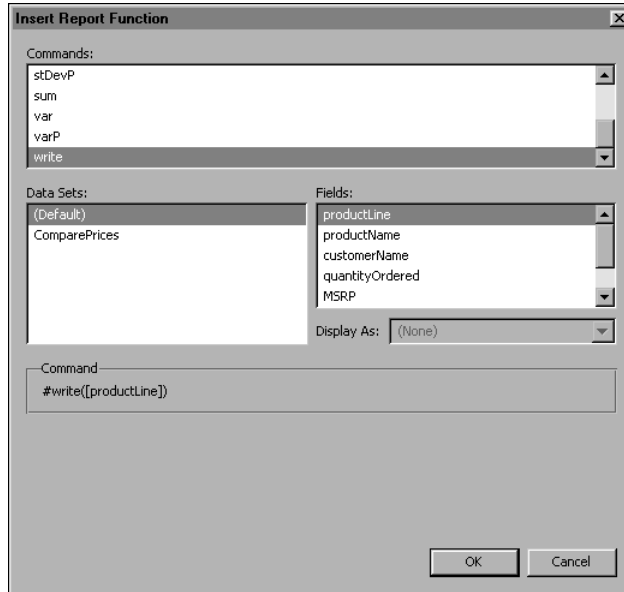 Insert Report Function
Commands:
stDevP
sum
var
varP
write
Data Sets:
(Default)
ComparePrices
Fields:
productLine
productName
customerName
quantityOrdered
MSRP
Display As: (None)
Command
#write([productLine])
OK Cancel